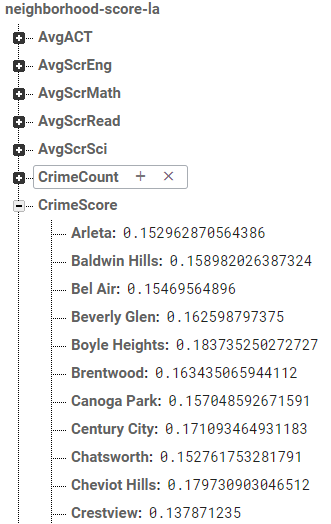 neighborhood-score-la
AvgACT
AvgScrEng
AvgScrMath
AvgScrRead
AvgScrSci
CrimeCount + ×
CrimeScore
Arleta: 0.152962870564386
Baldwin Hills: 0.158982026387324
Bel Air: 0.15469564896
Beverly Glen: 0.162598797375
Boyle Heights: 0.183735250272727
Brentwood: 0.163435065944112
Canoga Park: 0.157048592671591
Century City: 0.171093464931183
Chatsworth: 0.152761753281791
Cheviot Hills: 0.179730903046512
Crestview: 0.137871235